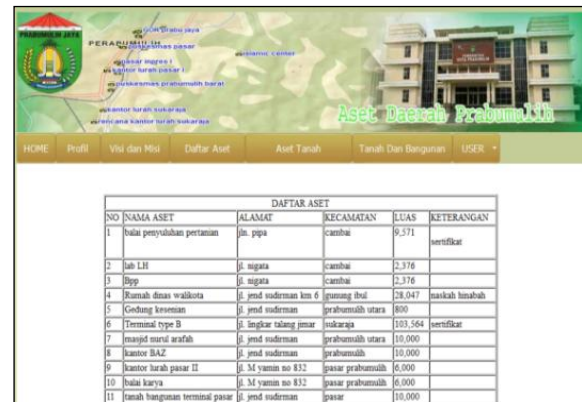 PRABUMULIH JAYA
GOR prabu jaya
PERABUMULIH
puskesmas pasar
islamic center
pasar inpres I
kantor lurah pasar I
puskesmas prabumulih barat
kantor lurah sukaraja
rencana kantor lurah sukaraja
Aset Daerah Prabumulih
HOME Profil Visi dan Misi Daftar Aset Aset Tanah Tanah Dan Bangunan USER
DAFTAR ASET
NO NAMA ASET ALAMAT KECAMATAN LUAS KETERANGAN
1 balai penyuluhan pertanian jln. pipa cambai 9,571 sertifikat
2 lab LH jl. nigata cambai 2,376
3 Bpp jl. nigata cambai 2,376
4 Rumah dinas walikota jl. jend sudirman km 6 gunung ibul 28,047 naskah hinabah
5 Gedung kesenian jl. jend sudirman prabumulih utara 800
6 Terminal type B jl. lingkar talang jimar sukaraja 103,564 sertifikat
7 masjid nurul arafah jl. jend sudirman prabumulih utara 10,000
8 kantor BAZ jl. jend sudirman prabumulih 10,000
9 kantor lurah pasar II jl. M yamin no 832 pasar prabumulih 6,000
10 balai karya jl. M yamin no 832 pasar prabumulih 6,000
11 tanah bangunan terminal pasar jl. jend sudirman pasar 10,000